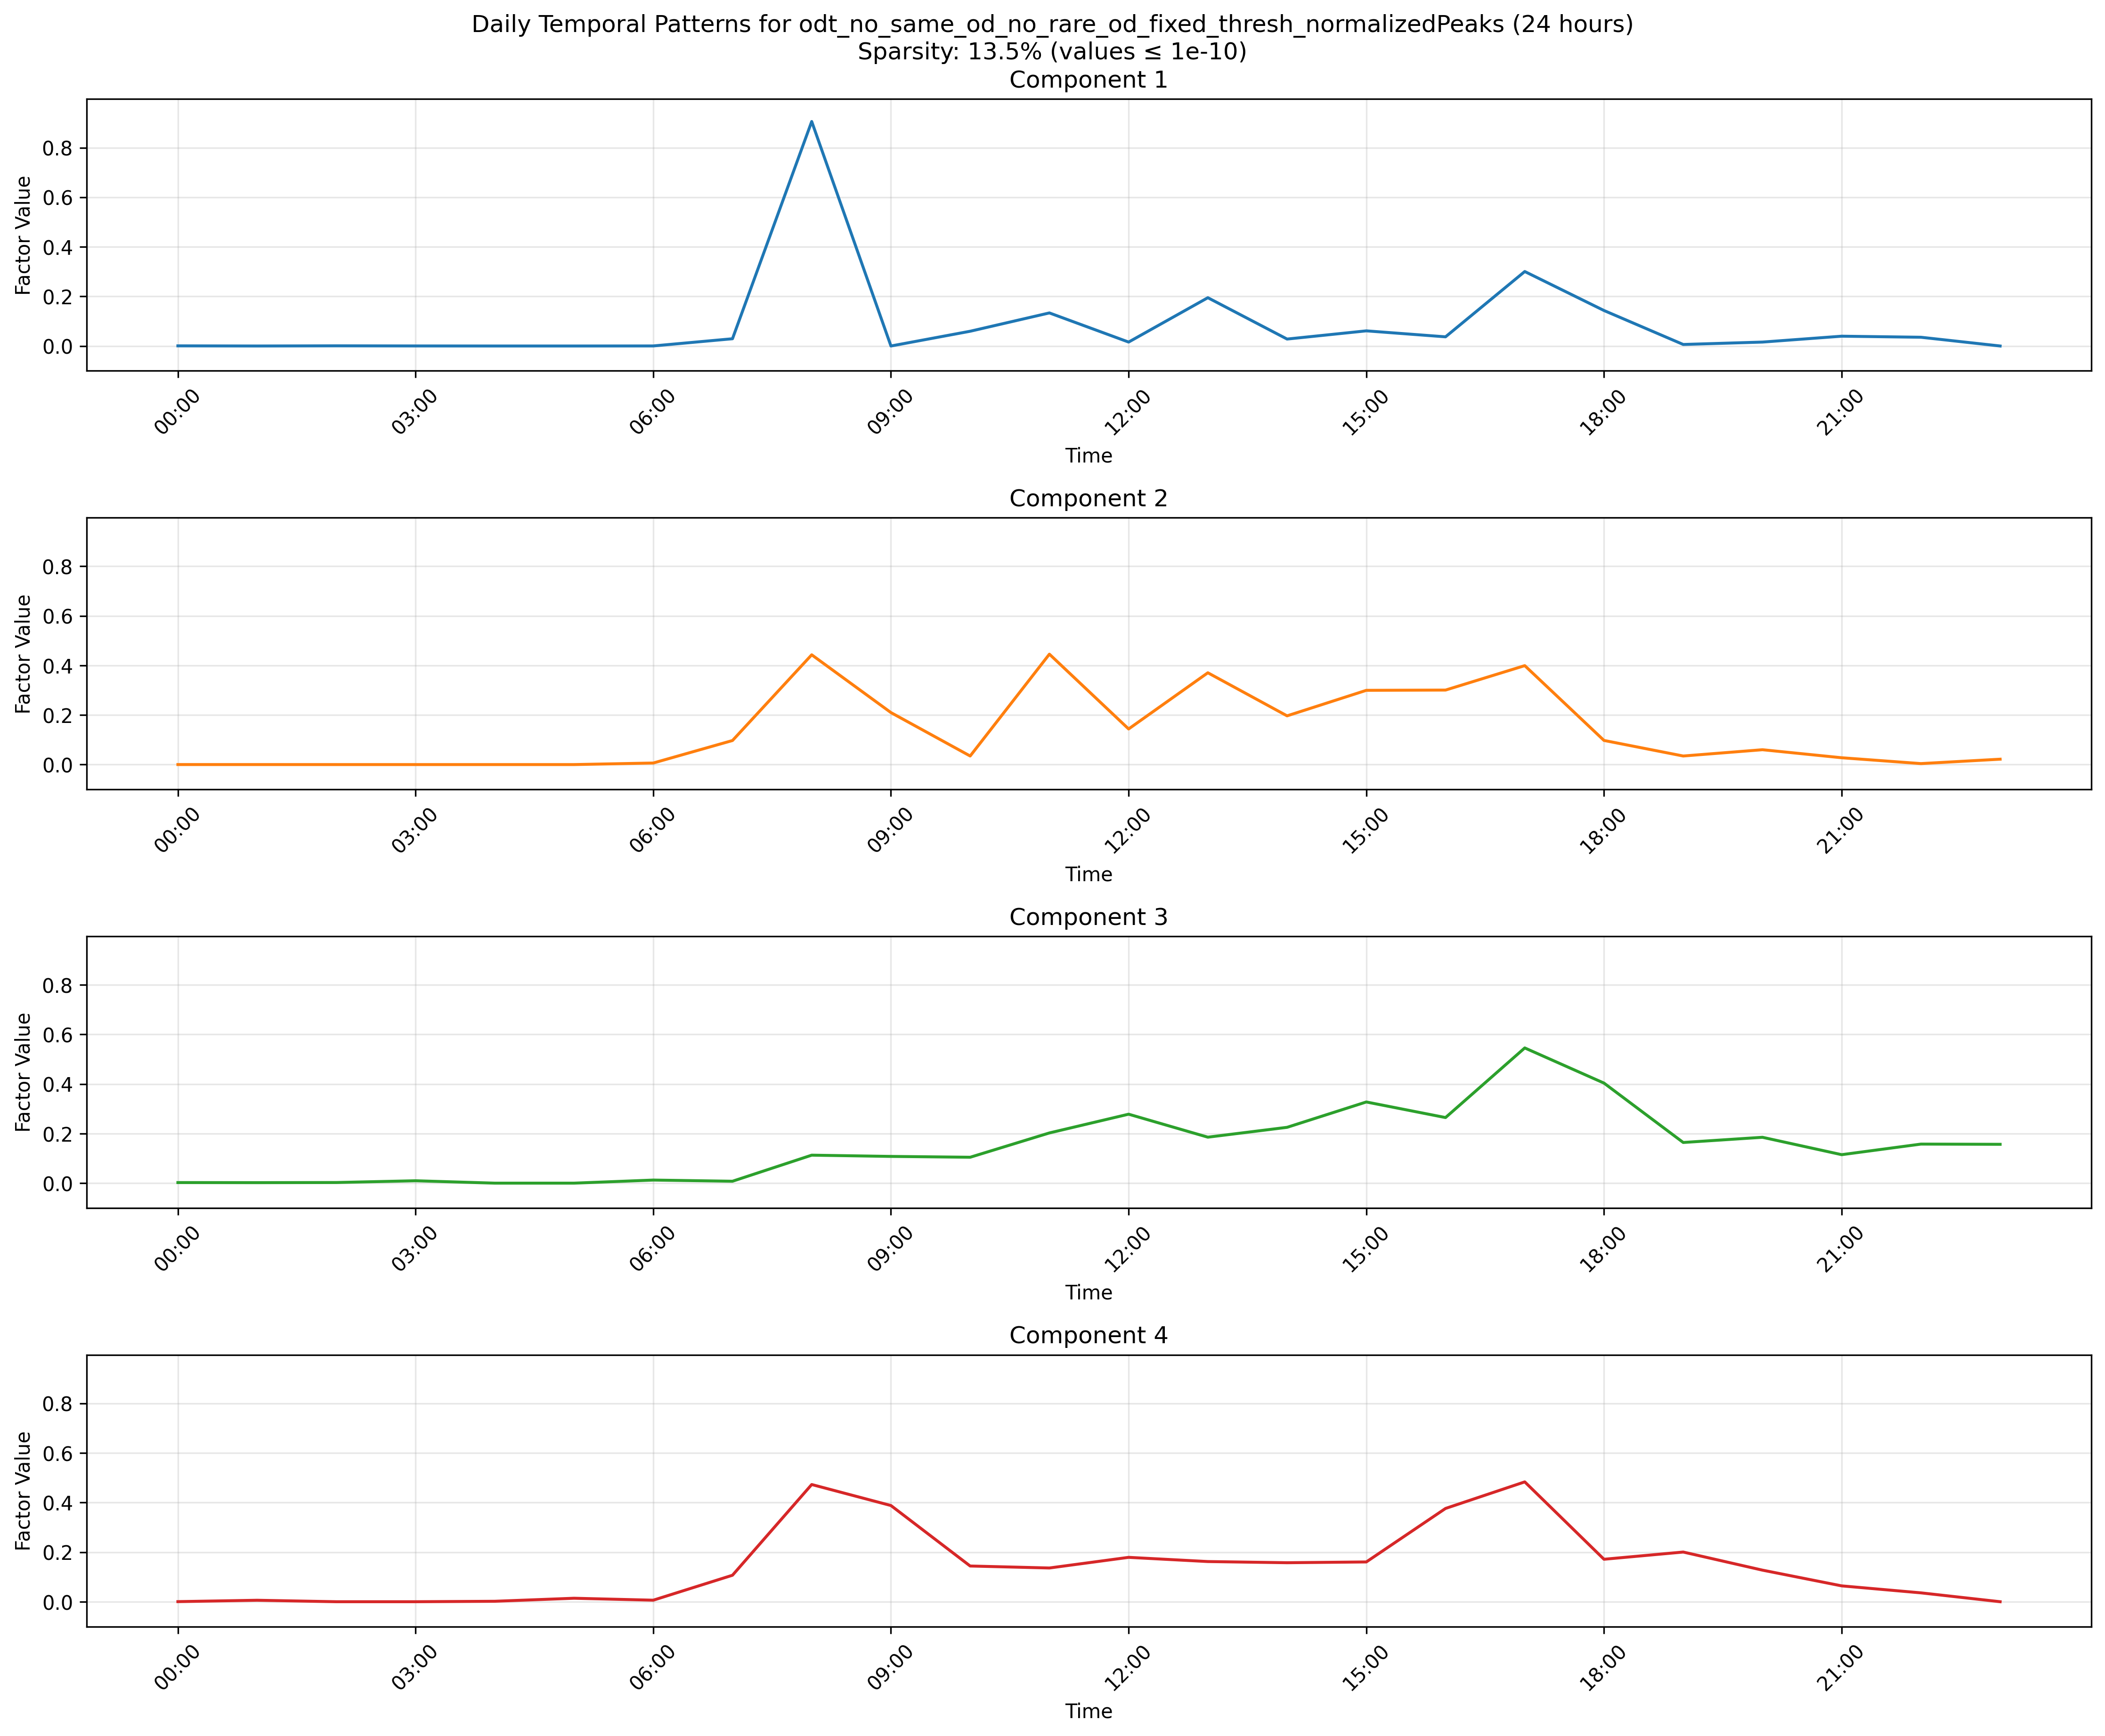 Daily Temporal Patterns for odt_no_same_od_no_rare_od_fixed_thresh_normalizedPeaks (24 hours)
Sparsity: 13.5% (values ≤ 1e-10)
Component 1
Factor Value
0.8
0.6
0.4
0.2
0.0
00:00 03:00 06:00 09:00 12:00 15:00 18:00 21:00
Time
Component 2
Factor Value
0.8
0.6
0.4
0.2
0.0
00:00 03:00 06:00 09:00 12:00 15:00 18:00 21:00
Time
Component 3
Factor Value
0.8
0.6
0.4
0.2
0.0
00:00 03:00 06:00 09:00 12:00 15:00 18:00 21:00
Time
Component 4
Factor Value
0.8
0.6
0.4
0.2
0.0
00:00 03:00 06:00 09:00 12:00 15:00 18:00 21:00
Time